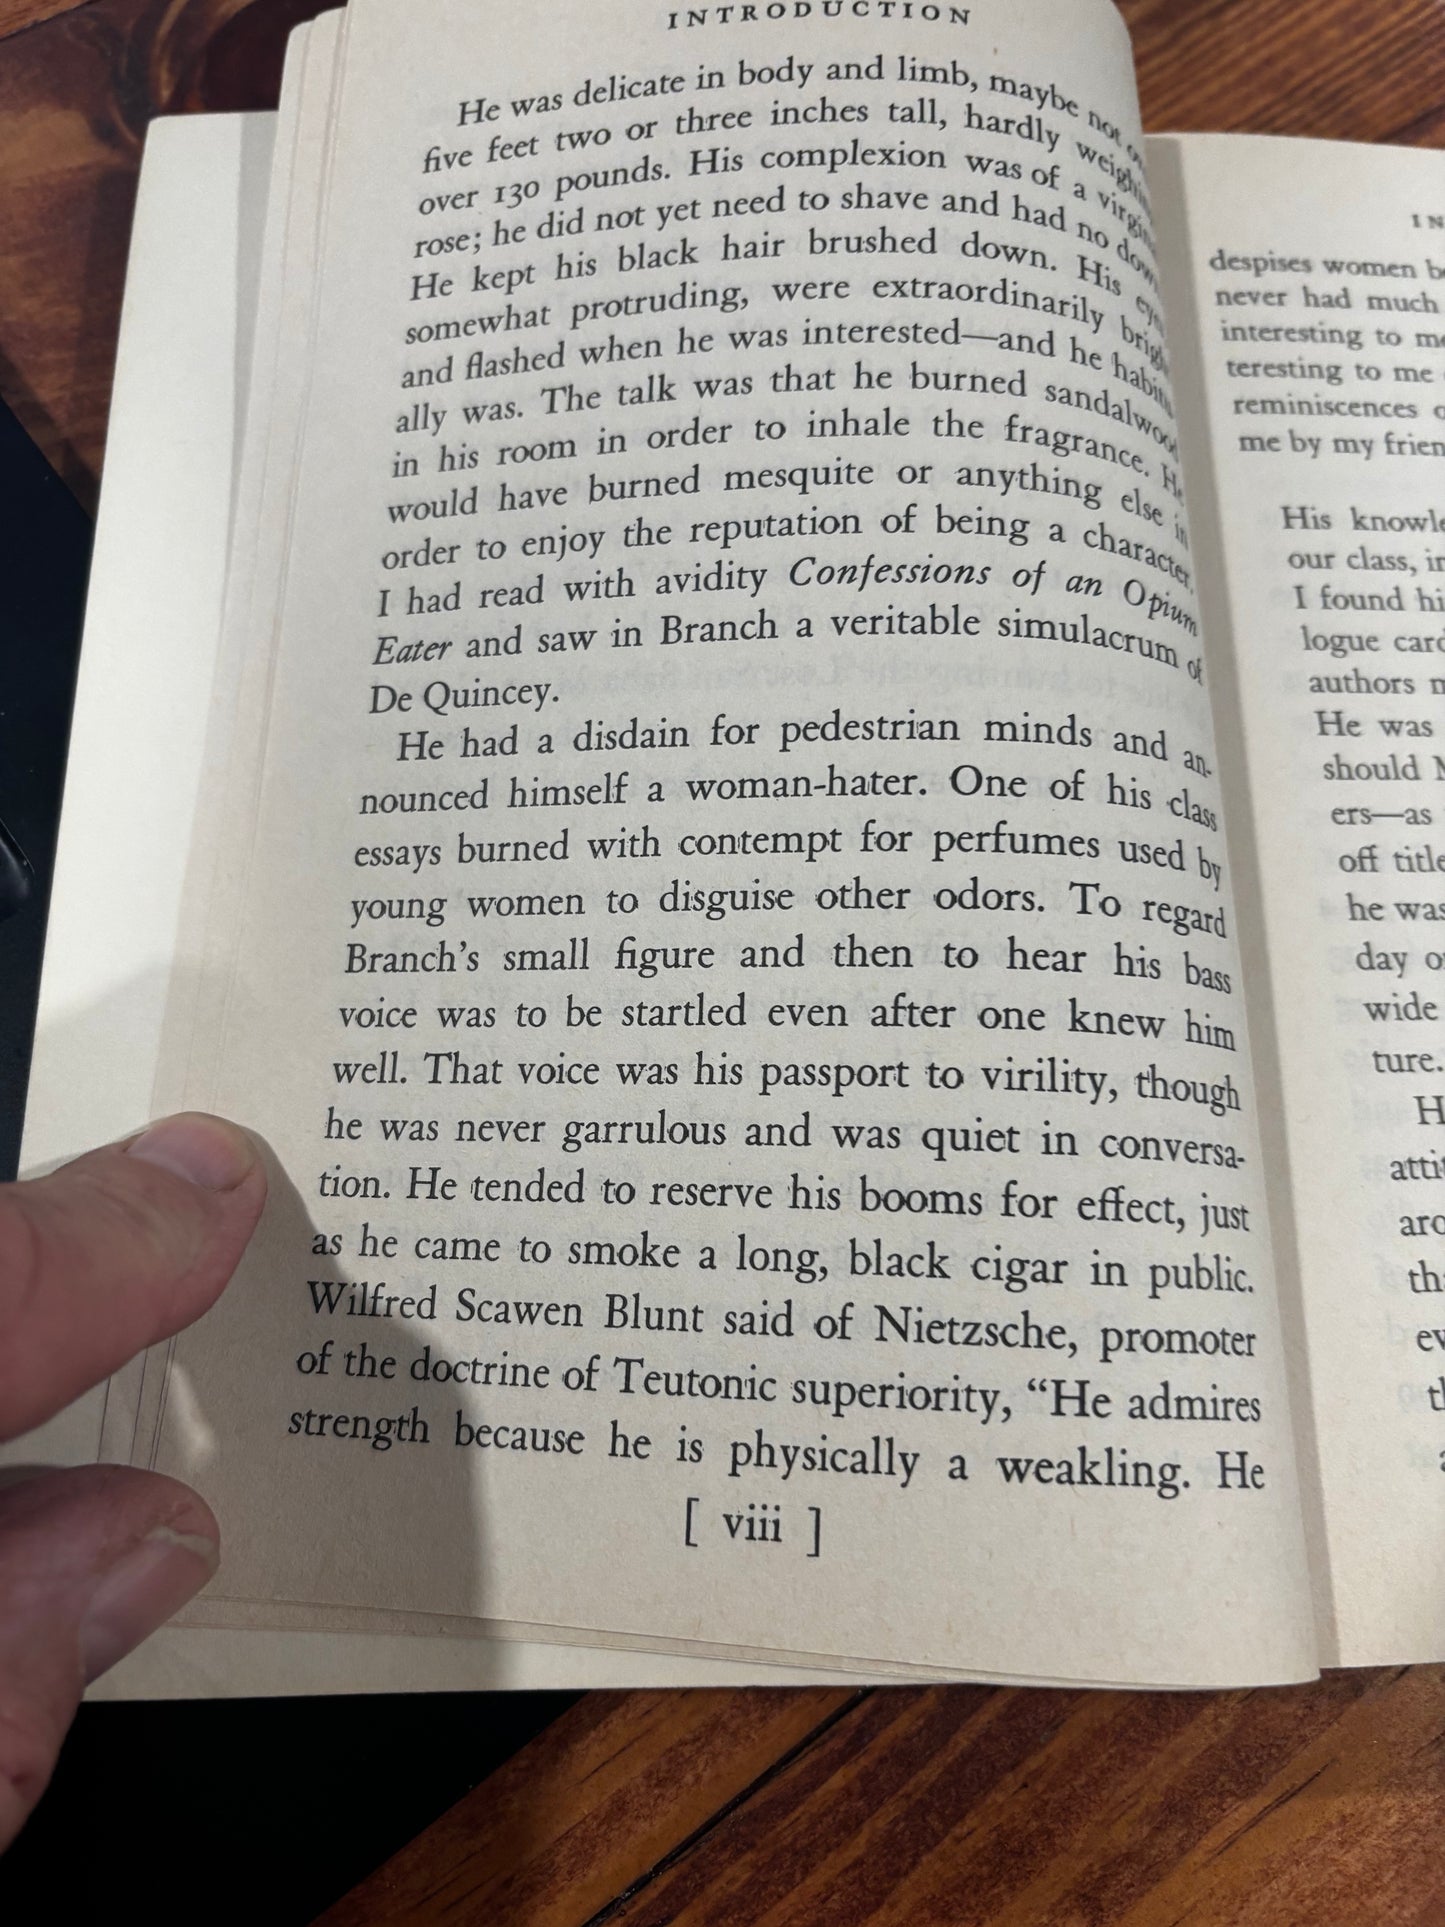 INTRODUCTION
He was delicate in body and limb, maybe not
five feet two or three inches tall, hardly
over 130 pounds. His complexion was of a
rose; he did not yet need to shave and had no
He kept his black hair brushed down. His
somewhat protruding, were extraordinarily
and flashed when he was interested—and he
ally was. The talk was that he burned
in his room in order to inhale the fragrance. He
would have burned mesquite or anything else in
order to enjoy the reputation of being a character.
I had read with avidity Confessions of an Opium
Eater and saw in Branch a veritable simulacrum of
De Quincey.
He had a disdain for pedestrian minds and an-
nounced himself a woman-hater. One of his class
essays burned with contempt for perfumes used by
young women to disguise other odors. To regard
Branch's small figure and then to hear his bass
voice was to be startled even after one knew him
well. That voice was his passport to virility, though
he was never garrulous and was quiet in conversa-
tion. He tended to reserve his booms for effect, just
as he came to smoke a long, black cigar in public.
Wilfred Scawen Blunt said of Nietzsche, promoter
of the doctrine of Teutonic superiority, “He admires
strength because he is physically a weakling. He
[ viii ]
IN
despises women
never had much
interesting to
teresting to me
reminiscences
me by my
His
our class,
I found
logue
authors
He was
should
ers—as
off
he was
day
wide
ture.